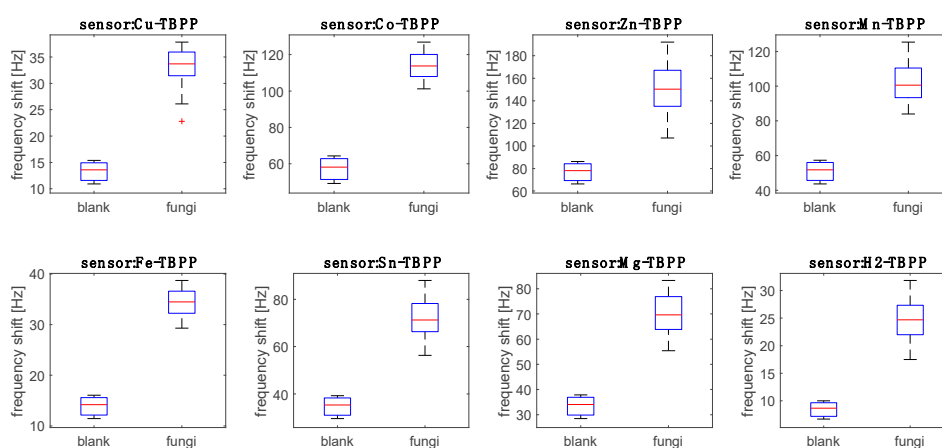 sensor:Cu-TBPP
sensor:Co-TBPP
sensor:Zn-TBPP
sensor:Mn-TBPP
frequency shift [Hz]
35
30
25
20
15
10
blank
fungi
frequency shift [Hz]
120
100
80
60
blank
fungi
frequency shift [Hz]
180
160
140
120
100
80
60
blank
fungi
frequency shift [Hz]
120
100
80
60
40
blank
fungi
sensor:Fe-TBPP
sensor:Sn-TBPP
sensor:Mg-TBPP
sensor:H2-TBPP
frequency shift [Hz]
40
30
20
10
blank
fungi
frequency shift [Hz]
80
60
40
blank
fungi
frequency shift [Hz]
80
70
60
50
40
30
blank
fungi
frequency shift [Hz]
30
25
20
15
10
blank
fungi